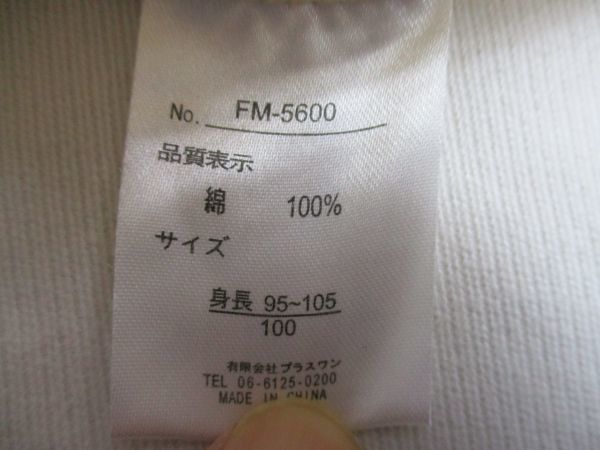 No. FM-5600
品質表示
綿 100%
サイズ
身長 95~105
100
有限会社プラスワン
TEL 06-6125-0200
MADE IN CHINA